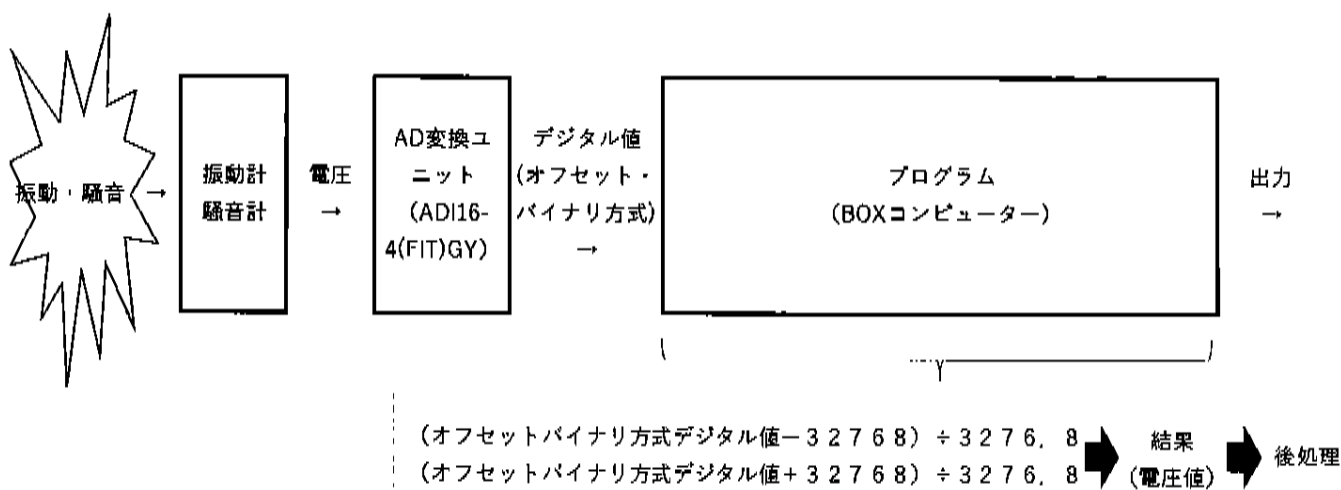 振動・騒音
→
振動計
騒音計
電圧
→
AD変換ユ
ニット
(ADI16-
4(FIT)GY)
デジタル値
(オフセット・
バイナリ方式)
→
プログラム
(BOXコンピューター)
出力
→
(オフセットバイナリ方式デジタル値－３２７６８)÷３２７６．８
(オフセットバイナリ方式デジタル値＋３２７６８)÷３２７６．８
結果
(電圧値)
後処理